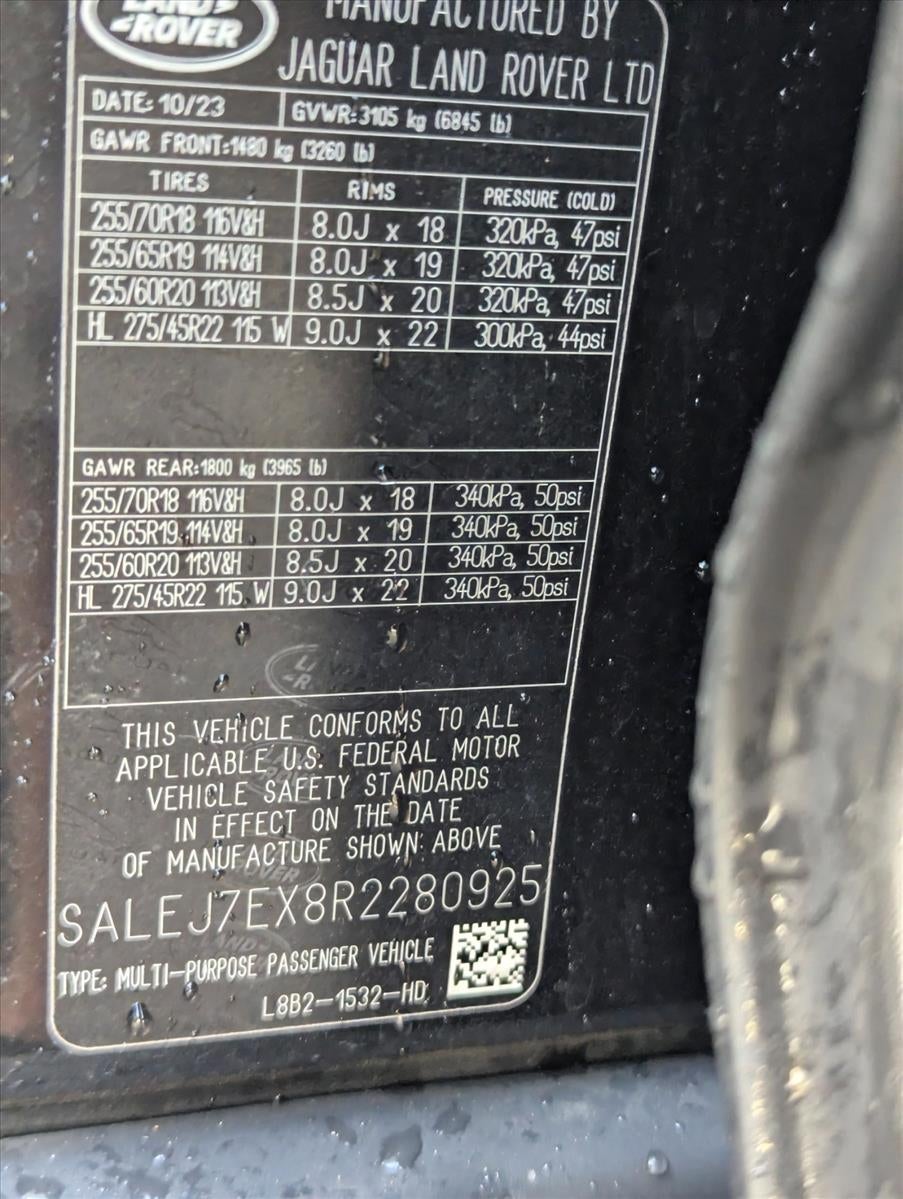 LAND
ROVER
MANUFACTURED BY
JAGUAR LAND ROVER LTD
DATE: 10/23 GVWR:3105 kg (6845 lb)
GAWR FRONT:1480 kg (3260 lb)
TIRES RIMS PRESSURE (COLD)
255/70R18 116V&H 8.0J x 18 320kPa, 47psi
255/65R19 114V&H 8.0J x 19 320kPa, 47psi
255/60R20 113V&H 8.5J x 20 320kPa, 47psi
HL 275/45R22 115 W 9.0J x 22 300kPa, 44psi
GAWR REAR:1800 kg (3965 lb)
255/70R18 116V&H 8.0J x 18 340kPa, 50psi
255/65R19 114V&H 8.0J x 19 340kPa, 50psi
255/60R20 113V&H 8.5J x 20 340kPa, 50psi
HL 275/45R22 115 W 9.0J x 22 340kPa, 50psi
THIS VEHICLE CONFORMS TO ALL
APPLICABLE U.S. FEDERAL MOTOR
VEHICLE SAFETY STANDARDS
IN EFFECT ON THE DATE
OF MANUFACTURE SHOWN ABOVE
SALEJ7EX8R2280925
TYPE: MULTI-PURPOSE PASSENGER VEHICLE
L8B2-1532-HD